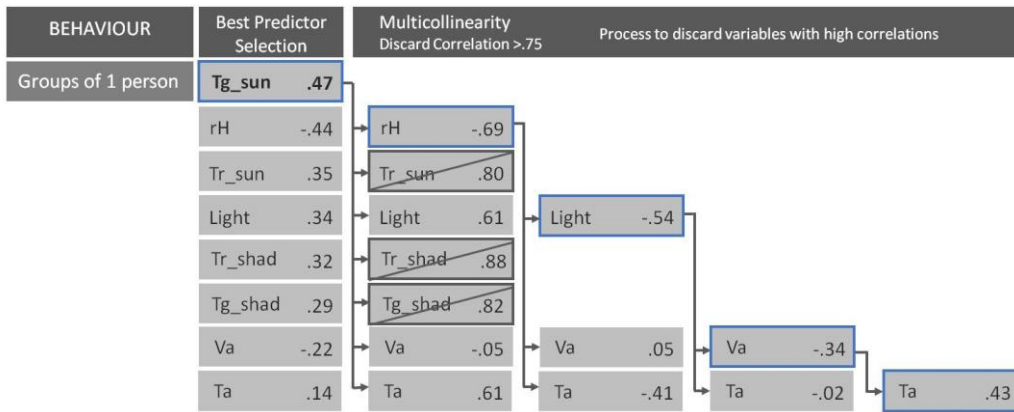 BEHAVIOUR
Best Predictor
Selection
Multicollinearity
Discard Correlation >.75
Process to discard variables with high correlations
Groups of 1 person
Tg_sun .47
rH -.44
rH -.69
Tr_sun .35
Tr_sun .80
Light .34
Light .61
Light -.54
Tr_shad .32
Tr_shad .88
Tg_shad .29
Tg_shad .82
Va -.22
Va -.05
Va .05
Va -.34
Ta .14
Ta .61
Ta -.41
Ta -.02
Ta .43